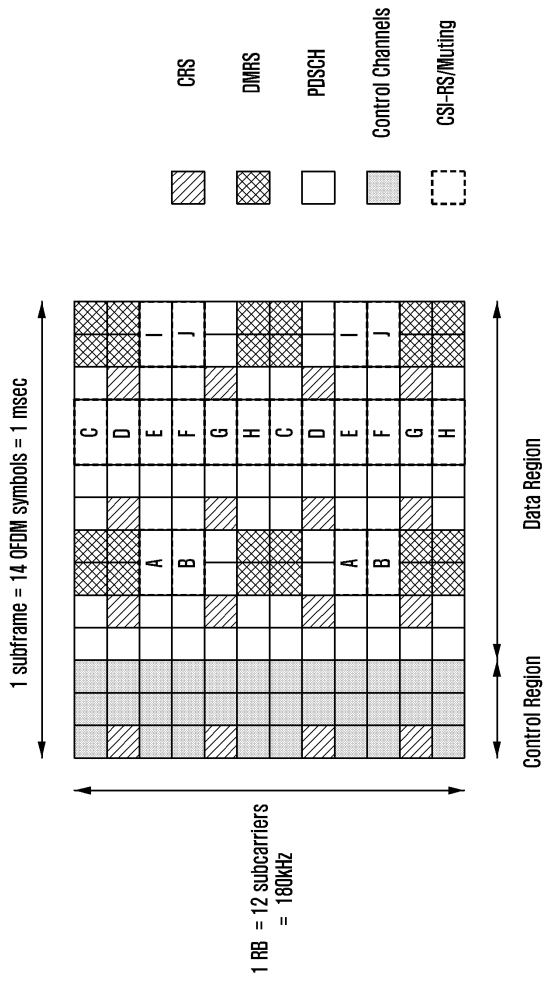 1 subframe = 14 OFDM symbols = 1 msec
1 RB = 12 subcarriers
= 180kHz
C
D
A E I
B F J
G
H
C
D
A E I
B F J
G
H
Control Region
Data Region
CRS
DMRS
PDSCH
Control Channels
CSI-RS/Muting